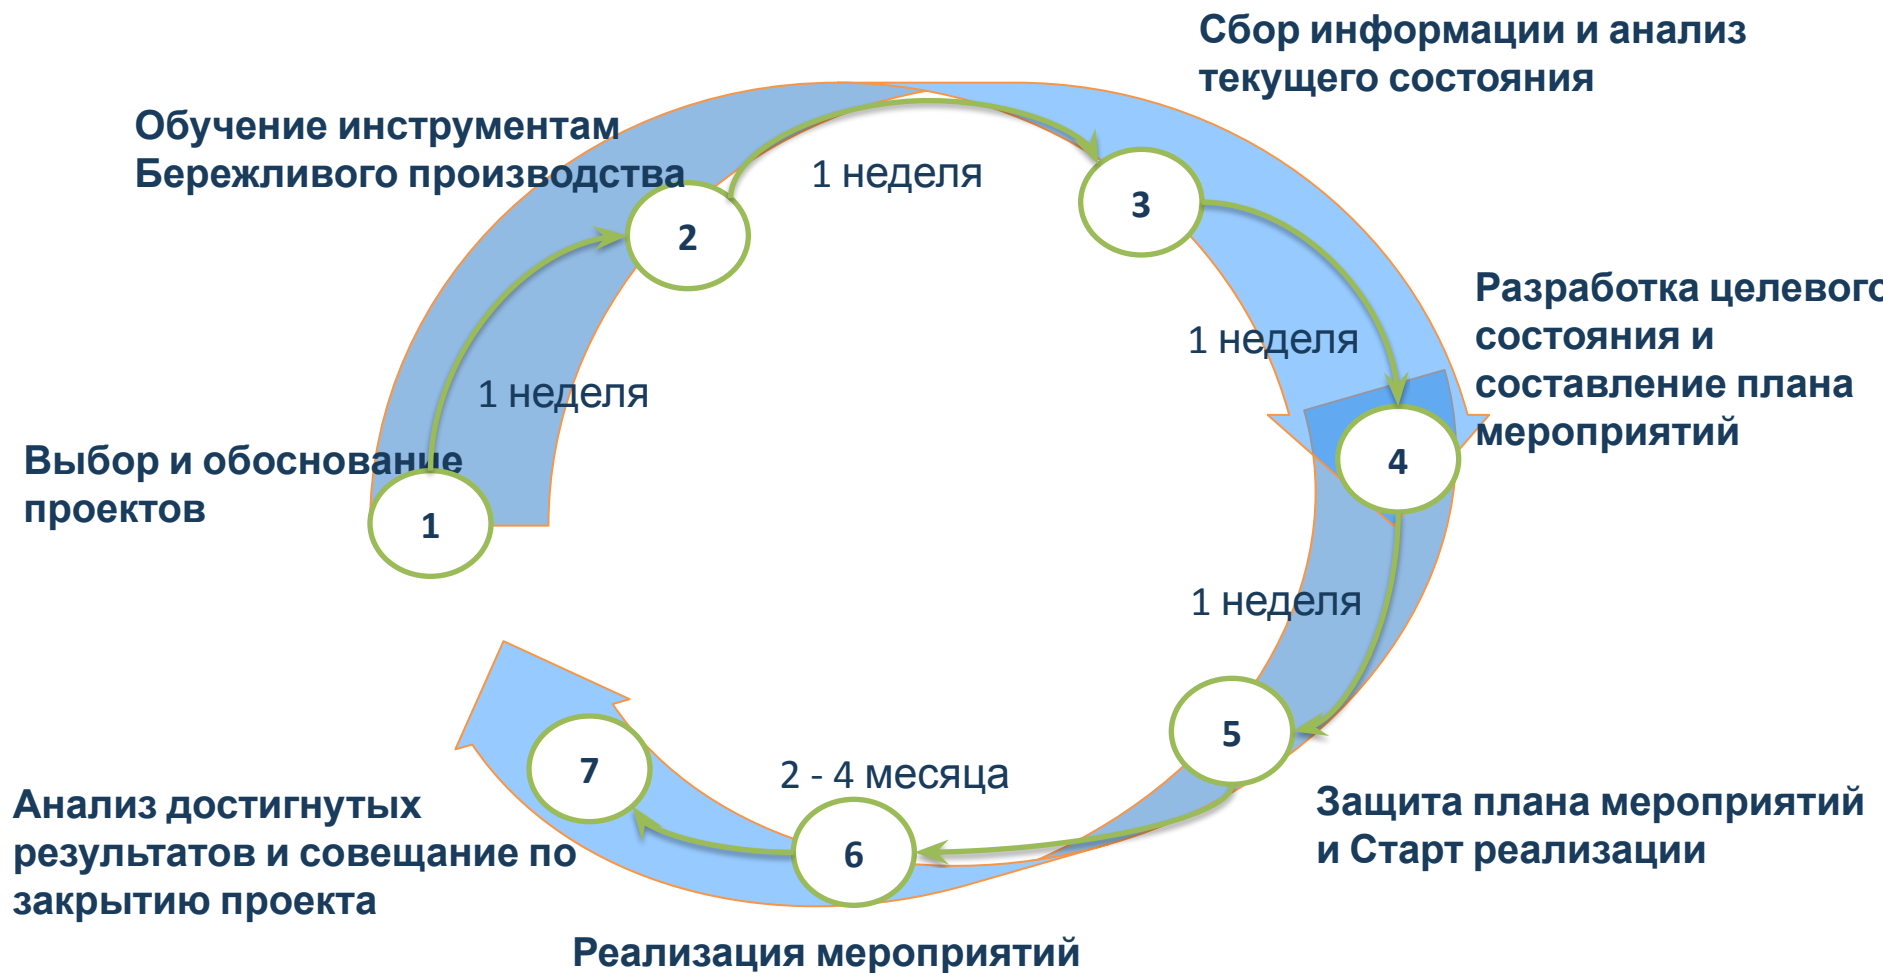 Сбор информации и анализ
текущего состояния
Обучение инструментам
Бережливого производства
1 неделя
3
2
Разработка целевого
состояния и
составление плана
мероприятий
1 неделя
1 неделя
4
Выбор и обоснование
проектов
1
1 неделя
5
2 - 4 месяца
7
6
Защита плана мероприятий
и Старт реализации
Анализ достигнутых
результатов и совещание по
закрытию проекта
Реализация мероприятий